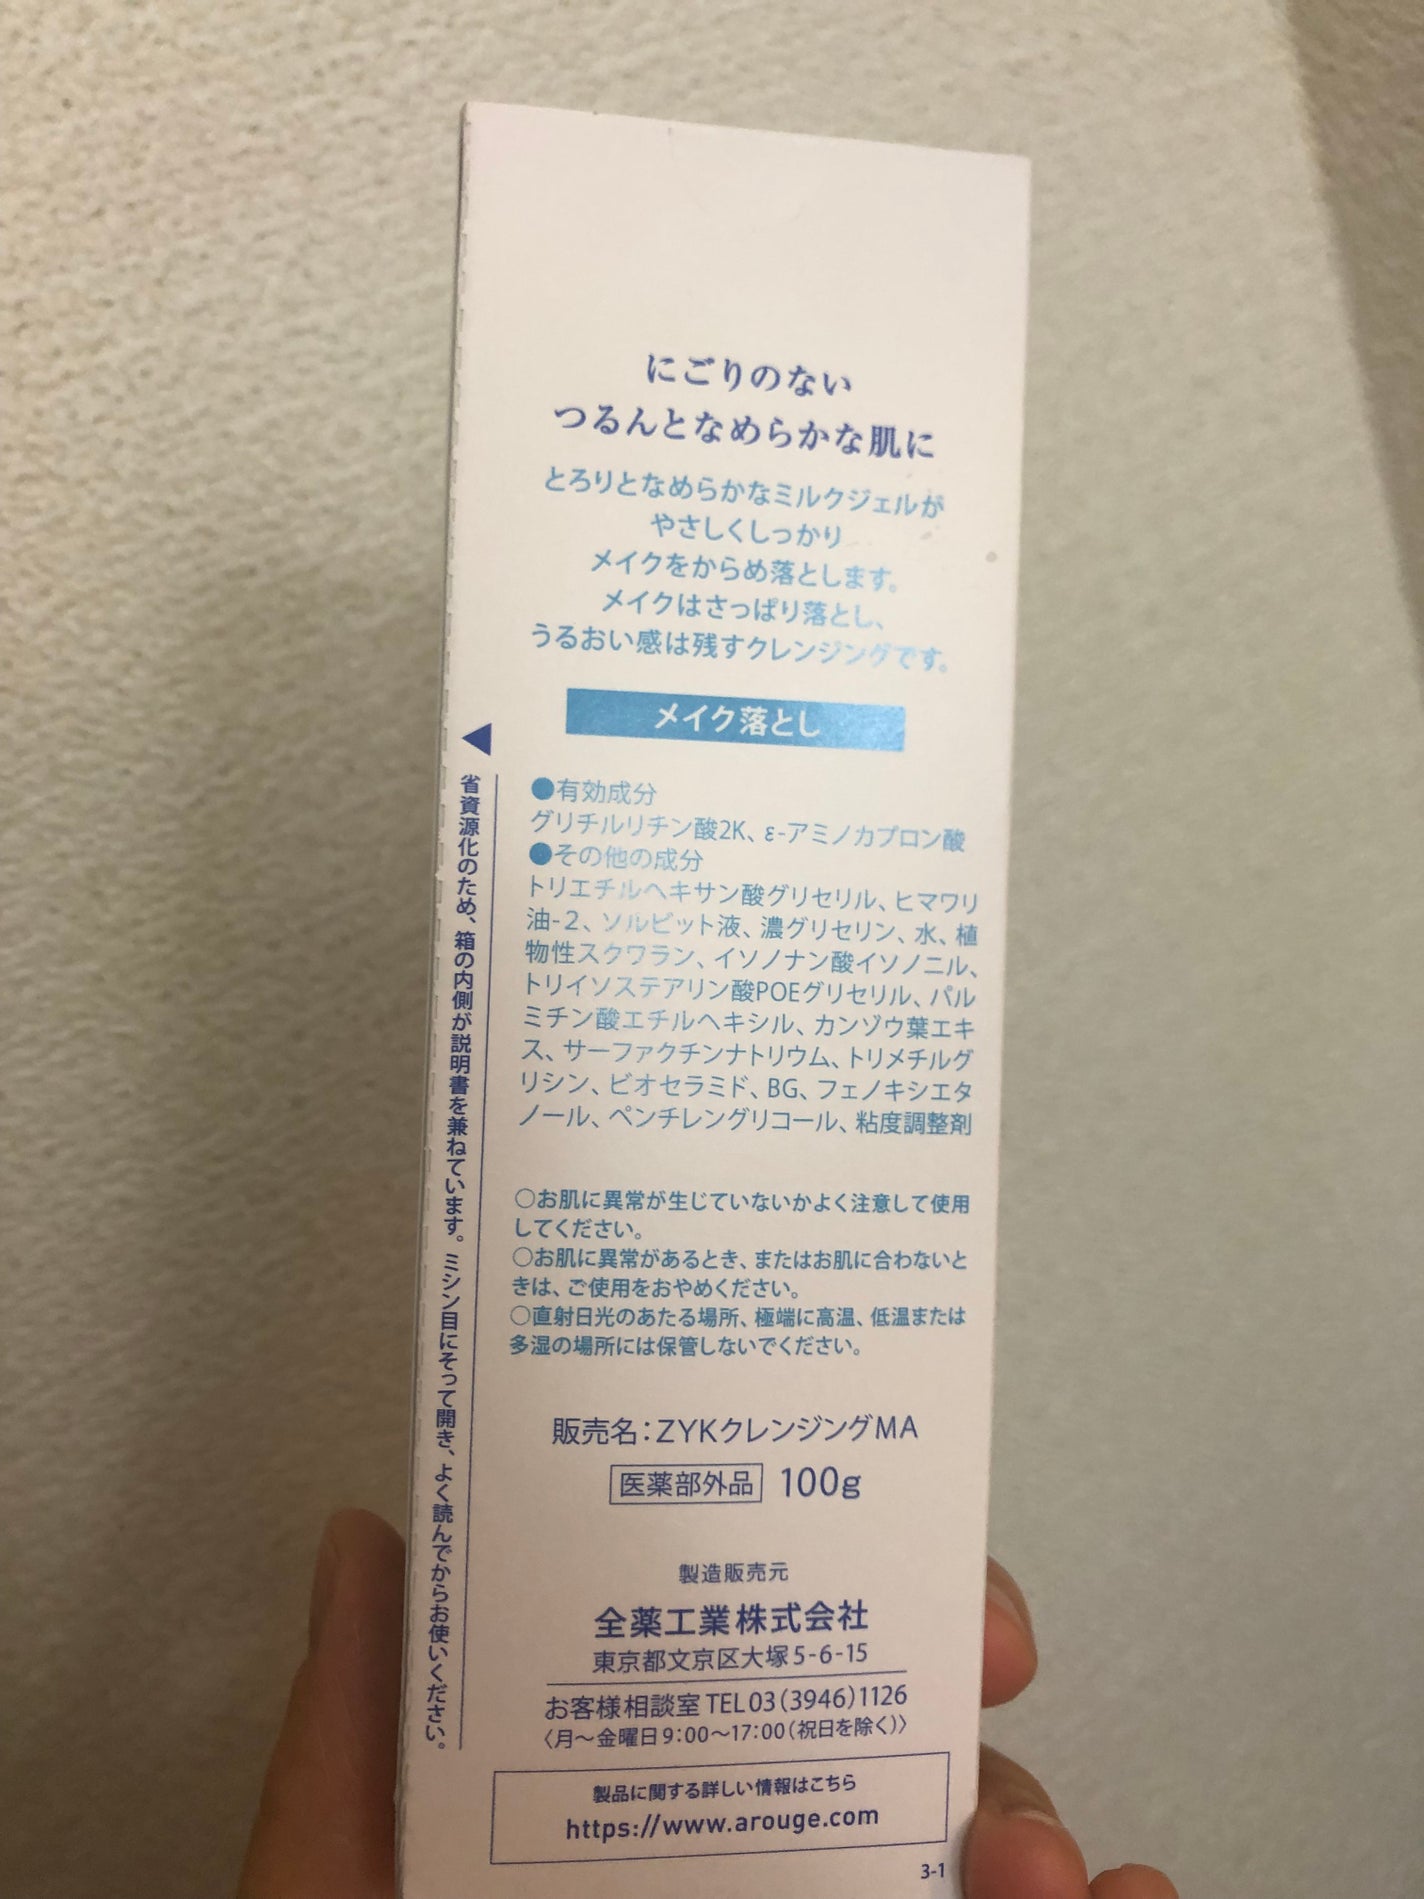 にごりのない
つるんとなめらかな肌に
とろりとなめらかなミルクジェルが
やさしくしっかり
メイクをからめ落とします。
メイクはさっぱり落とし、
うるおい感は残すクレンジングです。
メイク落とし
●有効成分
グリチルリチン酸2K、ε-アミノカプロン酸
●その他の成分
トリエチルヘキサン酸グリセリル、ヒマワリ
油-2、ソルビット液、濃グリセリン、水、植
物性スクワラン、イソノナン酸イソノニル、
トリイソステアリン酸POEグリセリル、パル
ミチン酸エチルヘキシル、カンゾウ葉エキ
ス、サーファクチンナトリウム、トリメチルグ
リシン、ビオセラミド、BG、フェノキシエタ
ノール、ペンチレングリコール、粘度調整剤
○お肌に異常が生じていないかよく注意して使用
してください。
○お肌に異常があるとき、またはお肌に合わないと
きは、ご使用をおやめください。
○直射日光のあたる場所、極端に高温、低温または
多湿の場所には保管しないでください。
販売名：ZYKクレンジングMA
医薬部外品 100g
製造販売元
全薬工業株式会社
東京都文京区大塚5-6-15
お客様相談室 TEL03(3946)1126
〈月～金曜日9:00～17:00(祝日を除く)〉
製品に関する詳しい情報はこちら
https://www.arouge.com
3-1
◀省資源化のため、箱の内側が説明書を兼ねています。ミシン目にそって開き、よく読んでからお使いください。